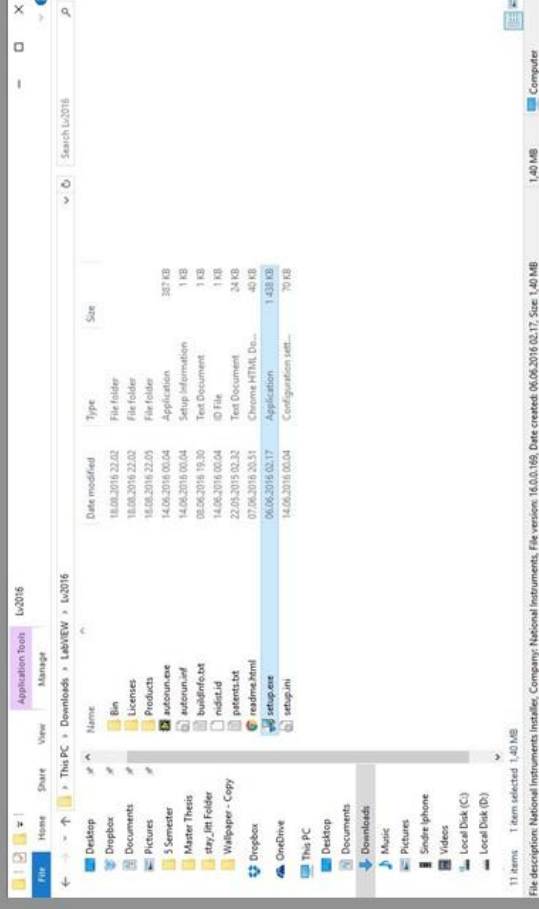 Application Tools Lv2016
File Home Share View Manage
This PC > Downloads > LabVIEW > Lv2016
Search Lv2016
Desktop
Dropbox
Documents
Pictures
5 Semester
Master Thesis
stay_litt Folder
Wallpaper - Copy
Dropbox
OneDrive
This PC
Desktop
Documents
Downloads
Music
Pictures
Sindre Iphone
Videos
Local Disk (C:)
Local Disk (D:)
Name Date modified Type Size
Bin 18.08.2016 22.02 File folder
Licenses 18.08.2016 22.02 File folder
Products 18.08.2016 22.05 File folder
autorun.exe 14.06.2016 00.04 Application 387 KB
autorun.inf 14.06.2016 00.04 Setup Information 1 KB
buildinfo.txt 08.06.2016 19.30 Text Document 1 KB
nidist.id 14.06.2016 00.04 ID File 1 KB
patents.txt 22.05.2015 02.32 Text Document 24 KB
readme.html 07.06.2016 20.51 Chrome HTML Do... 40 KB
setup.exe 06.06.2016 02.17 Application 1 438 KB
setup.ini 14.06.2016 00.04 Configuration sett... 70 KB
11 items 1 item selected 1,40 MB
File description: National Instruments Installer, Company: National Instruments, File version: 16.0.0.169, Date created: 06.06.2016 02.17, Size: 1,40 MB 1,40 MB Computer